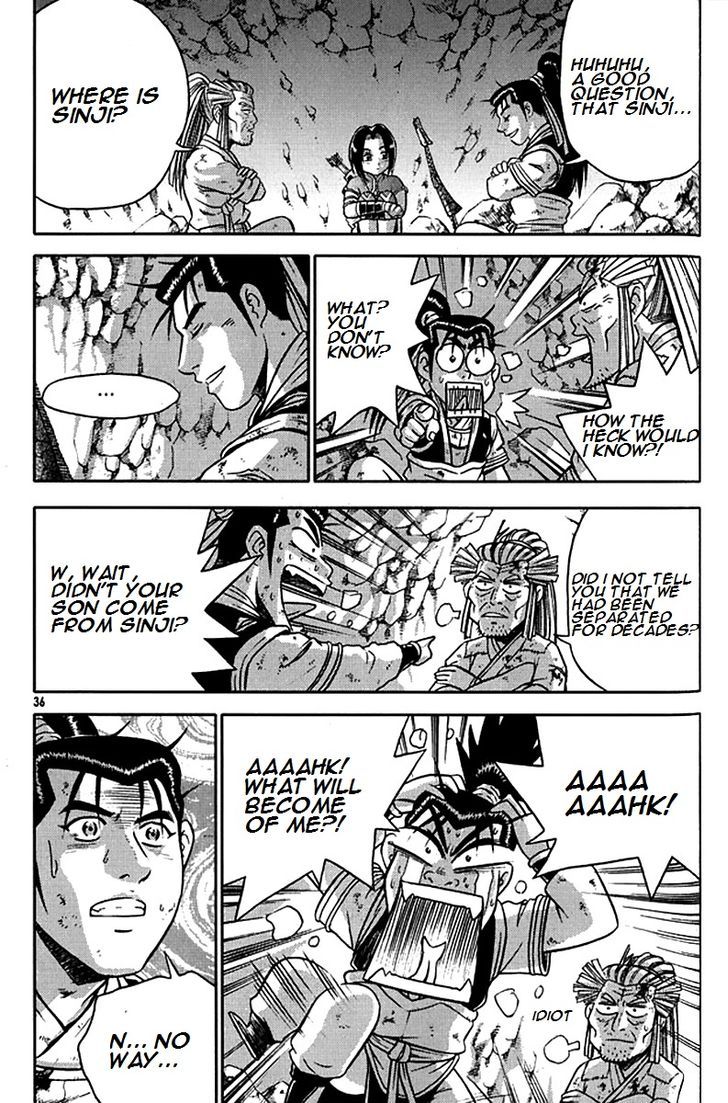 WHERE IS
SINJI?
HUHUHU,
A GOOD
QUESTION,
THAT SINJI...
...
WHAT?
YOU
DON'T
KNOW?
HOW THE
HECK WOULD
I KNOW?!
W, WAIT,
DIDN'T YOUR
SON COME
FROM SINJI?
DID I NOT TELL
YOU THAT WE
HAD BEEN
SEPARATED
FOR DECADES?
36
N... NO
WAY...
AAAAHK!
WHAT WILL
BECOME
OF ME?!
AAAA
AAAHK!
IDIOT